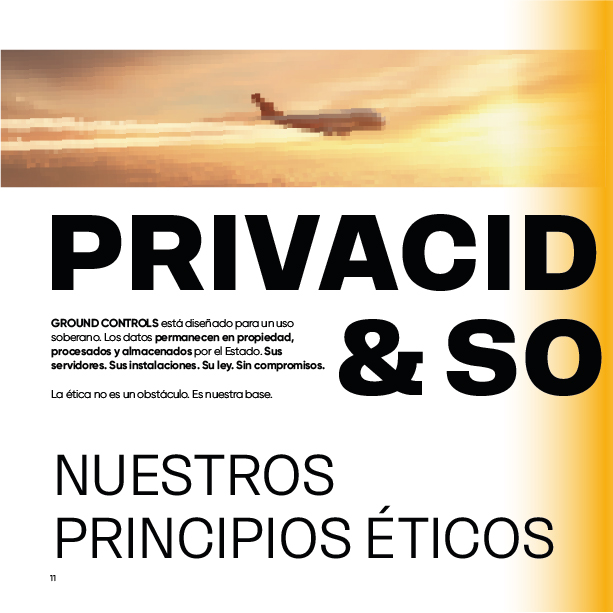 PRIVACID
GROUND CONTROLS está diseñado para un uso
soberano. Los datos permanecen en propiedad,
procesados y almacenados por el Estado. Sus
servidores. Sus instalaciones. Su ley. Sin compromisos.
& SO
La ética no es un obstáculo. Es nuestra base.
NUESTROS
PRINCIPIOS ÉTICOS
11